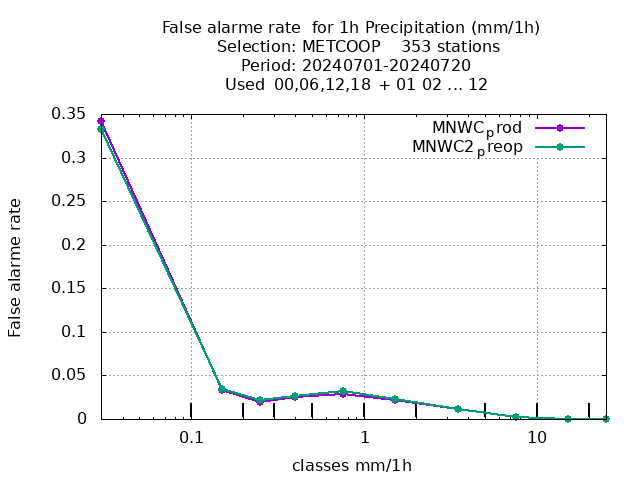 False alarme rate  for 1h Precipitation (mm/1h)
Selection: METCOOP    353 stations
Period: 20240701-20240720
Used  00,06,12,18 + 01 02 ... 12
MNWCprod
MNWC2preop
0.35
0.3
0.25
0.2
0.15
0.1
0.05
0
False alarme rate
0.1 1 10
classes mm/1h